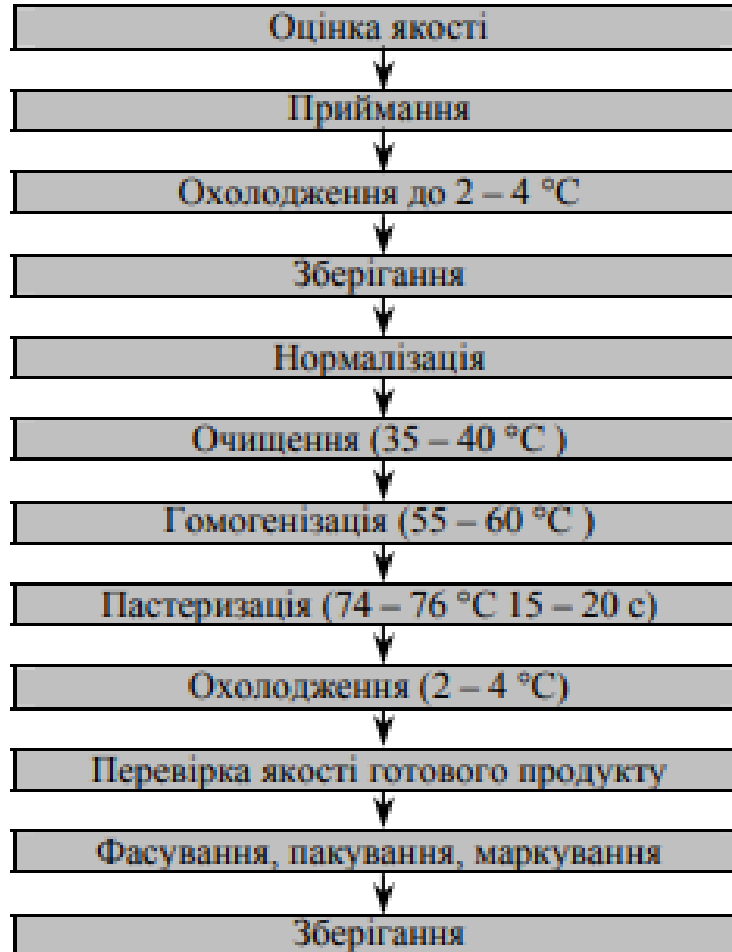 Оцінка якості
Приймання
Охолодження до 2 – 4 °С
Зберігання
Нормалізація
Очищення (35 – 40 °С )
Гомогенізація (55 – 60 °С )
Пастеризація (74 – 76 °С 15 – 20 с)
Охолодження (2 – 4 °С)
Перевірка якості готового продукту
Фасування, пакування, маркування
Зберігання